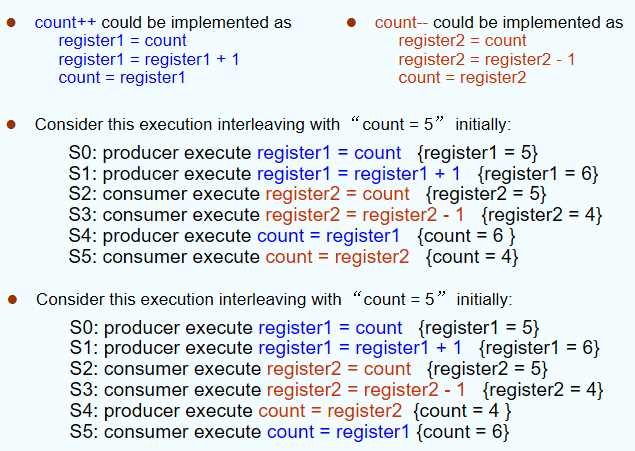 ● count++ could be implemented as
register1 = count
register1 = register1 + 1
count = register1
● count-- could be implemented as
register2 = count
register2 = register2 - 1
count = register2
● Consider this execution interleaving with “count = 5” initially:
S0: producer execute register1 = count {register1 = 5}
S1: producer execute register1 = register1 + 1 {register1 = 6}
S2: consumer execute register2 = count {register2 = 5}
S3: consumer execute register2 = register2 - 1 {register2 = 4}
S4: producer execute count = register1 {count = 6 }
S5: consumer execute count = register2 {count = 4}
● Consider this execution interleaving with “count = 5” initially:
S0: producer execute register1 = count {register1 = 5}
S1: producer execute register1 = register1 + 1 {register1 = 6}
S2: consumer execute register2 = count {register2 = 5}
S3: consumer execute register2 = register2 - 1 {register2 = 4}
S4: producer execute count = register2 {count = 4 }
S5: consumer execute count = register1 {count = 6}